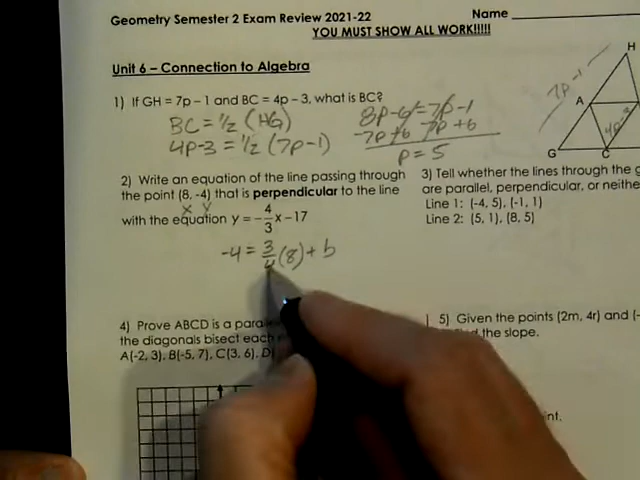 Geometry Semester 2 Exam Review 2021-22 Name
YOU MUST SHOW ALL WORK!!!!!
Unit 6 – Connection to Algebra
1) If GH = 7p – 1 and BC = 4p – 3, what is BC?
BC = ½ (HG)
4p-3 = ½ (7p-1)
8p-6=7p-1
-7p+6 -7p+6
p = 5
H
7p-1
A
4p-3
G
C
2) Write an equation of the line passing through
the point (8, -4) that is perpendicular to the line
x y
with the equation y = -4/3x – 17
-4 = 3/4 (8) + b
3) Tell whether the lines through the
are parallel, perpendicular, or neithe
Line 1: (-4, 5), (-1, 1)
Line 2: (5, 1), (8, 5)
4) Prove ABCD is a para
the diagonals bisect each
A(-2, 3), B(-5, 7), C(3, 6), D
5) Given the points (2m, 4r) and (-
the slope.